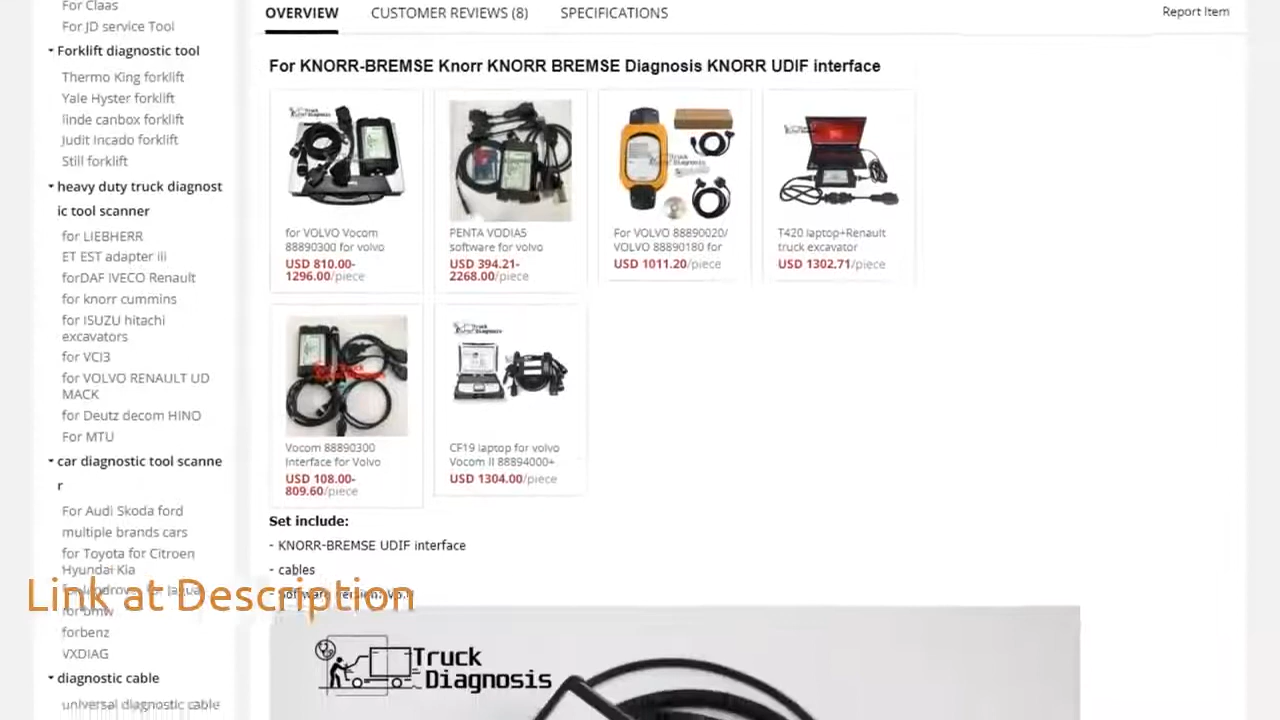 For Claas
For JD service Tool
Forklift diagnostic tool
Thermo King forklift
Yale Hyster forklift
linde canbox forklift
Judit Incado forklift
Still forklift
heavy duty truck diagnost
ic tool scanner
for LIEBHERR
ET EST adapter iii
forDAF IVECO Renault
for knorr cummins
for ISUZU hitachi
excavators
for VCI3
for VOLVO RENAULT UD
MACK
for Deutz decom HINO
For MTU
car diagnostic tool scanne
r
For Audi Skoda ford
multiple brands cars
for Toyota for Citroen
Hyundai Kia
for bmw
forbenz
VXDIAG
diagnostic cable
universal diagnostic cable
OVERVIEW
CUSTOMER REVIEWS (8)
SPECIFICATIONS
Report Item
For KNORR-BREMSE Knorr KNORR BREMSE Diagnosis KNORR UDIF interface
for VOLVO Vocom
88890300 for volvo
USD 810.00-
1296.00/piece
PENTA VODIA5
software for volvo
USD 394.21-
2268.00/piece
For VOLVO 88890020/
VOLVO 88890180 for
USD 1011.20/piece
T420 laptop+Renault
truck excavator
USD 1302.71/piece
Truck
Diagnosis
Vocom 88890300
Interface for Volvo
USD 108.00-
809.60/piece
CF19 laptop for volvo
Vocom II 88894000+
USD 1304.00/piece
Set include:
- KNORR-BREMSE UDIF interface
- cables
Link at Description
Truck
Diagnosis